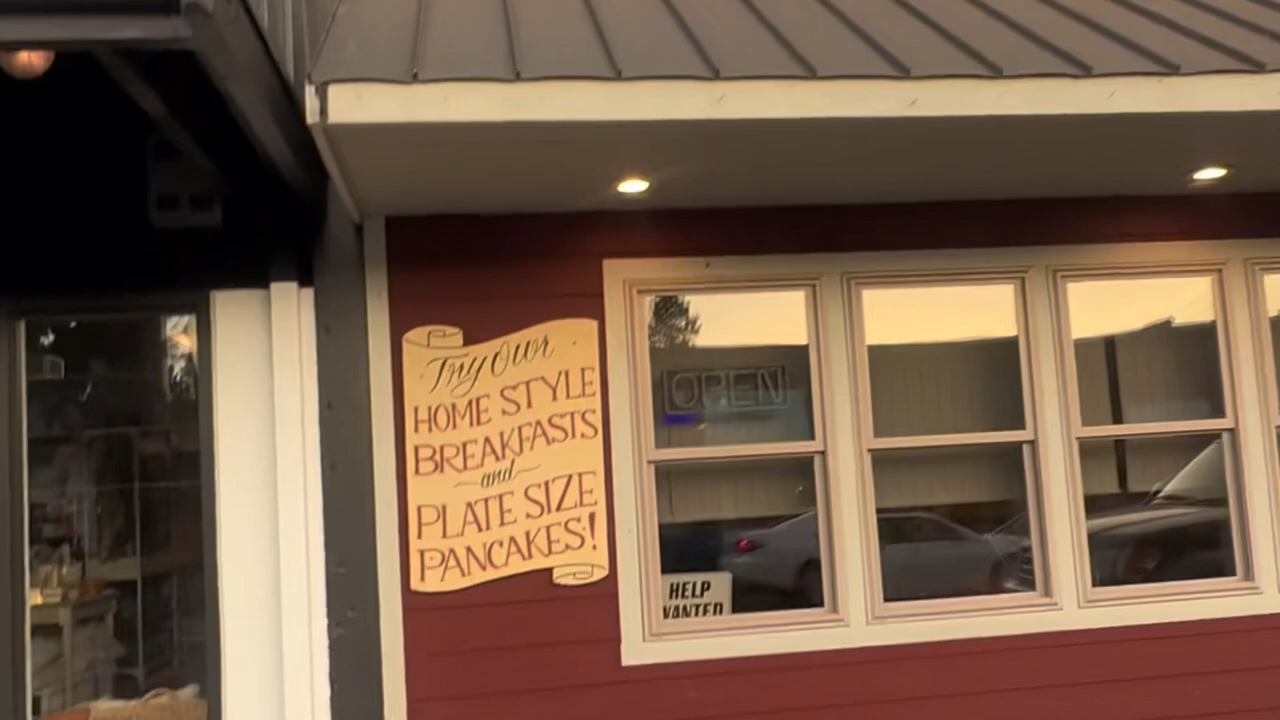 Try Our
HOME STYLE
BREAKFASTS
and
PLATE SIZE
PANCAKES!
OPEN
HELP
WANTED